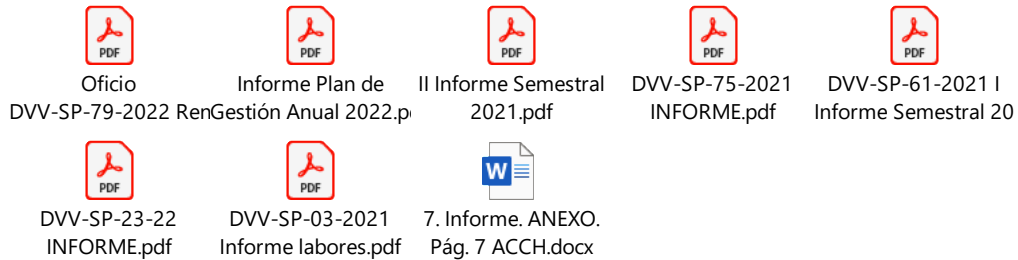 PDF PDF PDF PDF PDF
Oficio Informe Plan de II Informe Semestral DVV-SP-75-2021 DVV-SP-61-2021 I
DVV-SP-79-2022 RenGestión Anual 2022.p 2021.pdf INFORME.pdf Informe Semestral 20
PDF PDF W
DVV-SP-23-22 DVV-SP-03-2021 7. Informe. ANEXO.
INFORME.pdf Informe labores.pdf Pág. 7 ACCH.docx